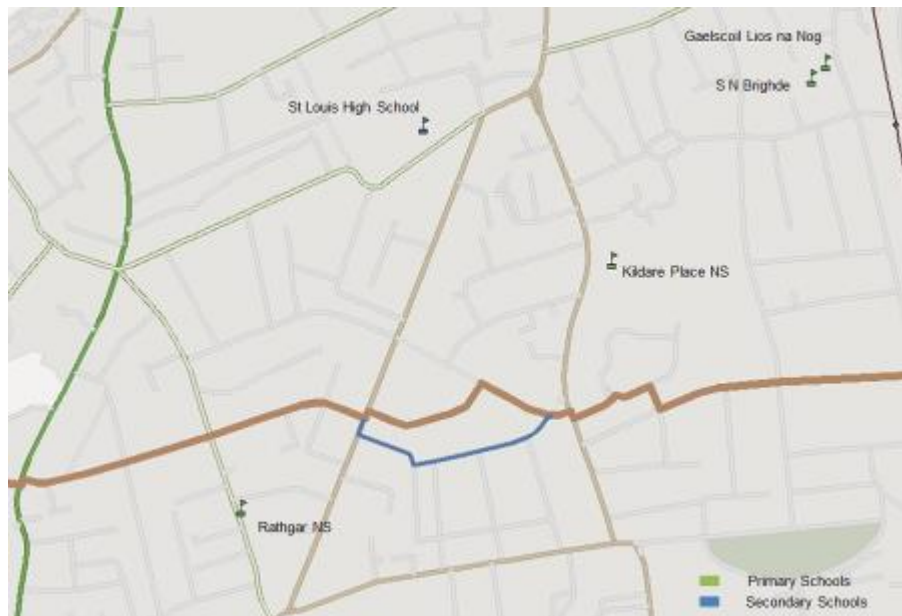 Gaelscoil Lios na Nog
S N Brighde
St Louis High School
Kildare Place NS
Rathgar NS
Primary Schools
Secondary Schools